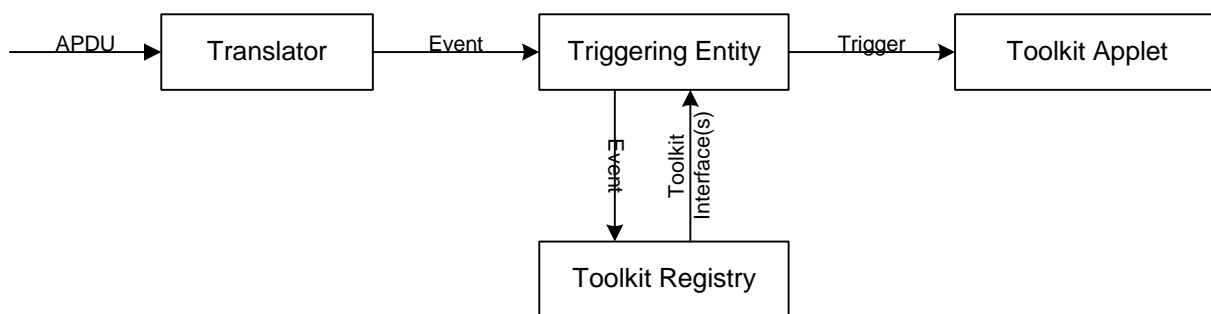 APDU
Translator
Event
Triggering Entity
Trigger
Toolkit Applet
Event
Toolkit
Interface(s)
Toolkit Registry